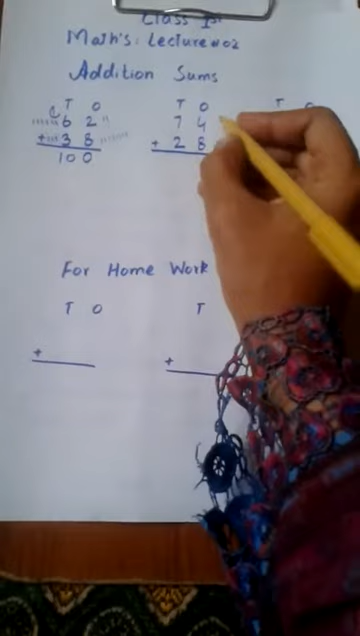 Class 1st
Math's: Lecture#02
Addition Sums
T O T O T O
6 2 7 4
+ 3 8 + 2 8
1 0 0
For Home Work
T O T
+ +